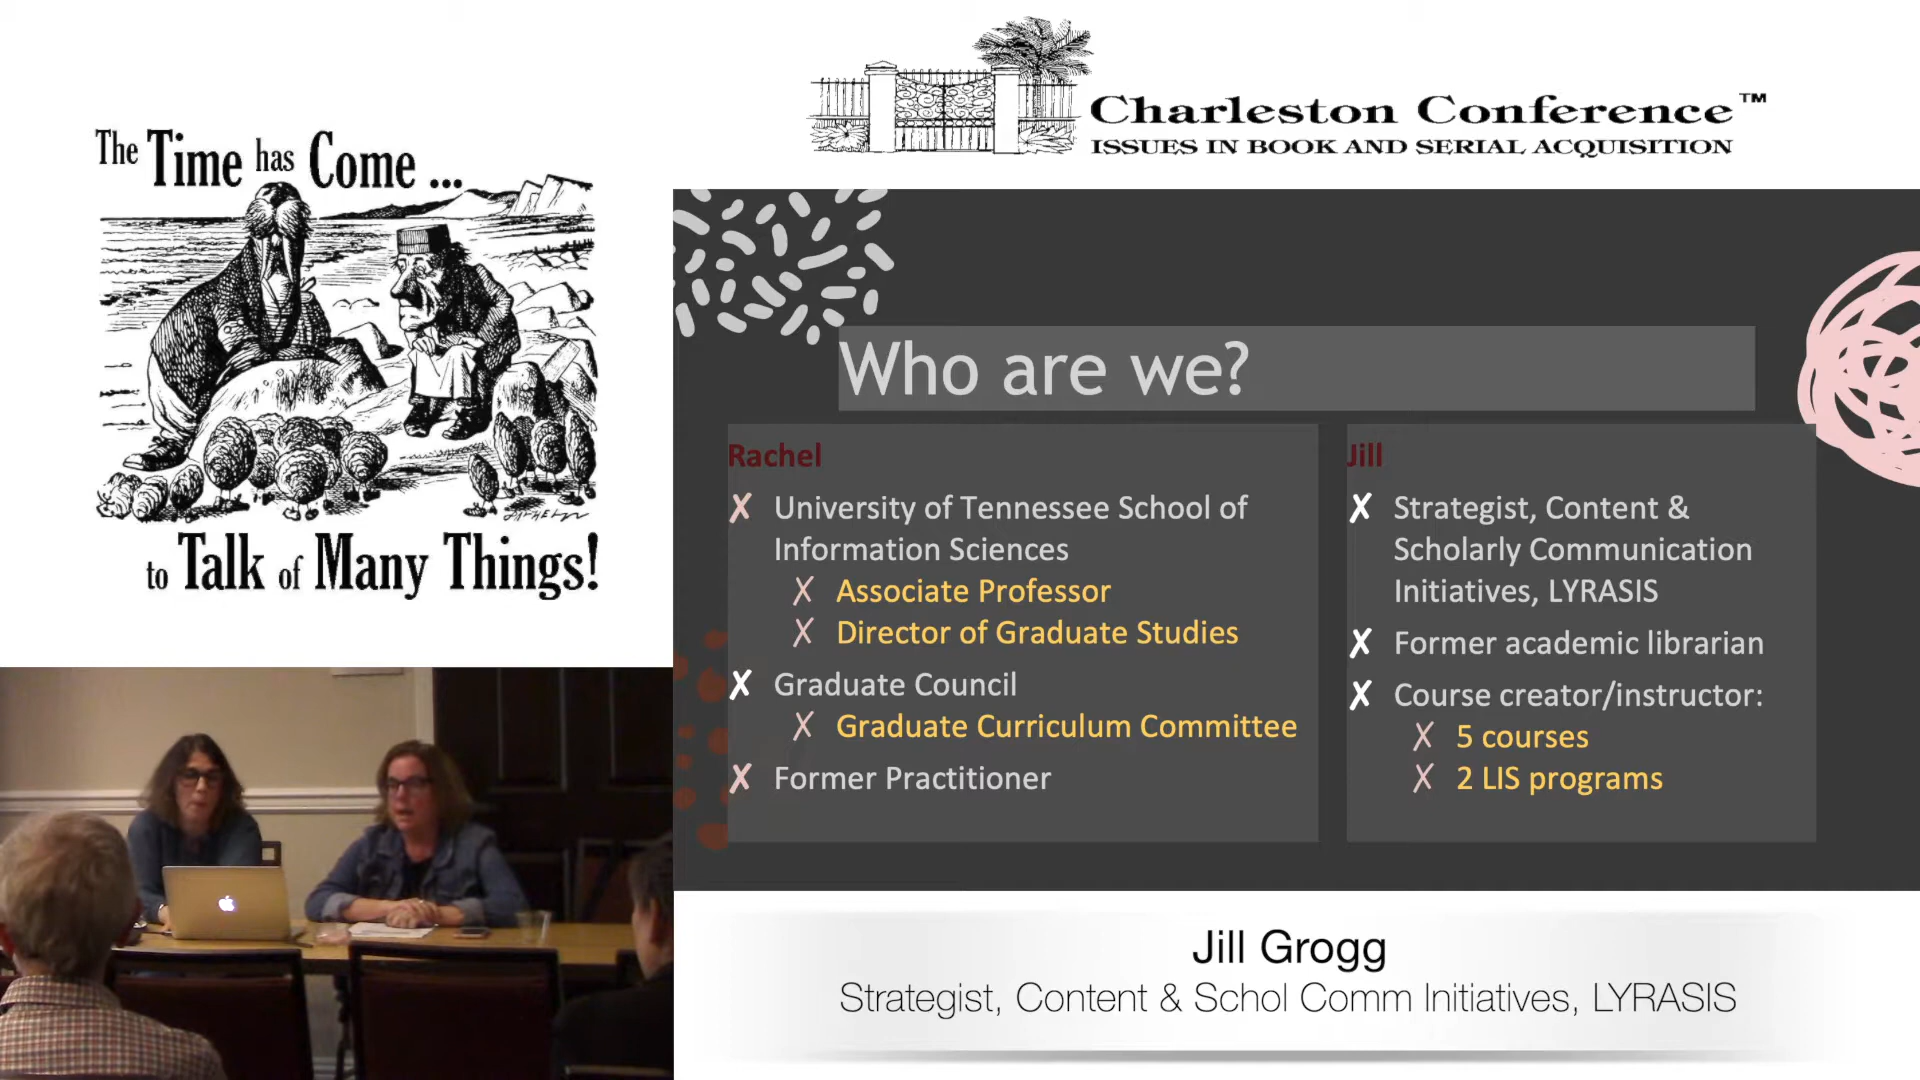 The Time has Come ...
to Talk of Many Things!
Charleston Conference™
ISSUES IN BOOK AND SERIAL ACQUISITION
Who are we?
Rachel
✗ University of Tennessee School of
Information Sciences
✗ Associate Professor
✗ Director of Graduate Studies
✗ Graduate Council
✗ Graduate Curriculum Committee
✗ Former Practitioner
Jill
✗ Strategist, Content &
Scholarly Communication
Initiatives, LYRASIS
✗ Former academic librarian
✗ Course creator/instructor:
✗ 5 courses
✗ 2 LIS programs
Jill Grogg
Strategist, Content & Schol Comm Initiatives, LYRASIS